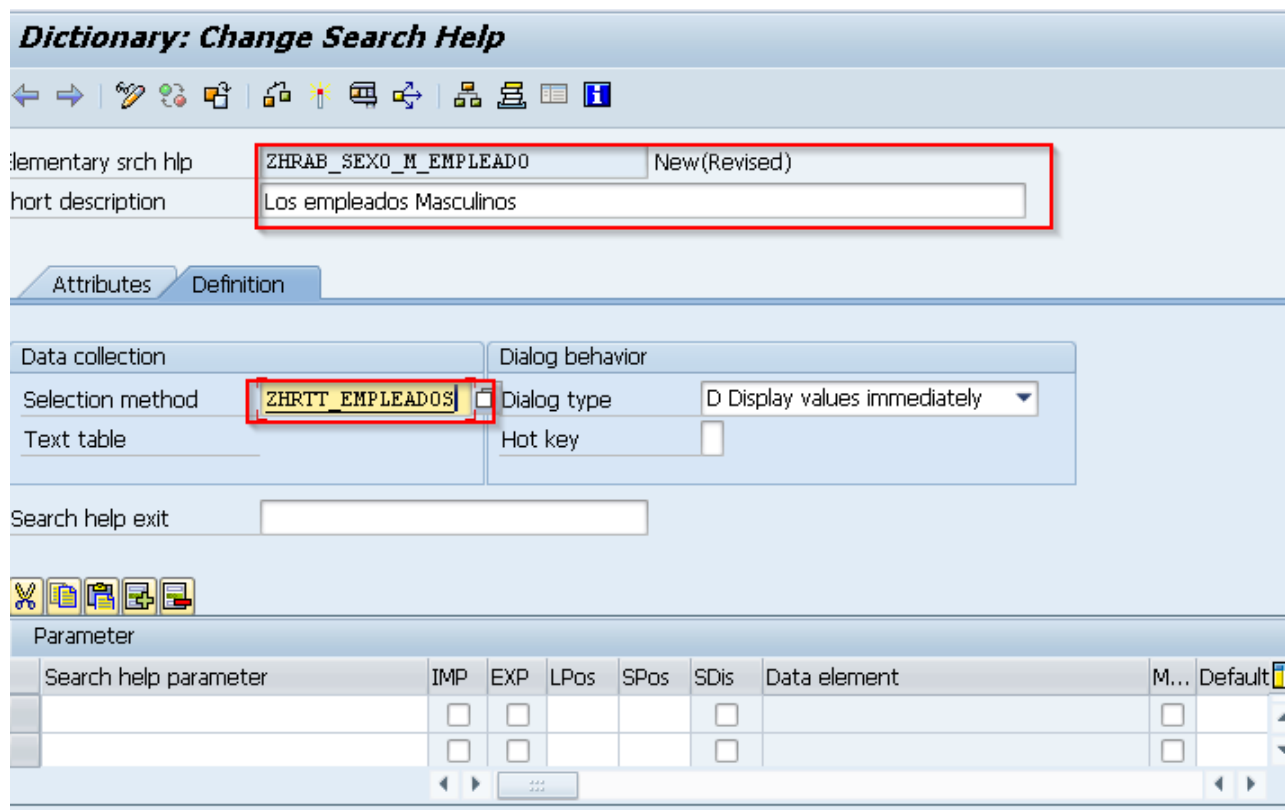 Dictionary: Change Search Help
Elementary srch hlp ZHRAB_SEXO_M_EMPLEADO New(Revised)
hort description Los empleados Masculinos
Attributes Definition
Data collection Dialog behavior
Selection method ZHRTT_EMPLEADOS Dialog type D Display values immediately
Text table Hot key
Search help exit
Parameter
Search help parameter IMP EXP LPos SPos SDis Data element M... Default